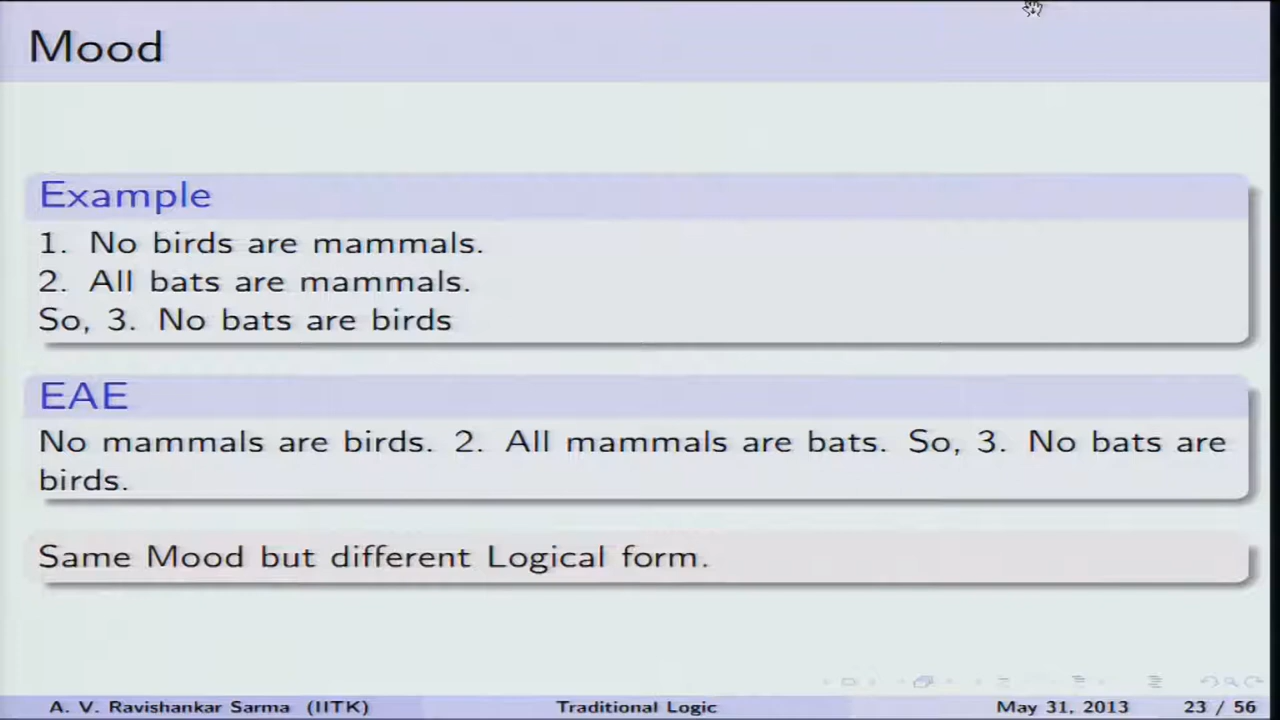 Mood
Example
1. No birds are mammals.
2. All bats are mammals.
So, 3. No bats are birds
EAE
No mammals are birds. 2. All mammals are bats. So, 3. No bats are
birds.
Same Mood but different Logical form.
A. V. Ravishankar Sarma (IITK) Traditional Logic May 31, 2013 23 / 56